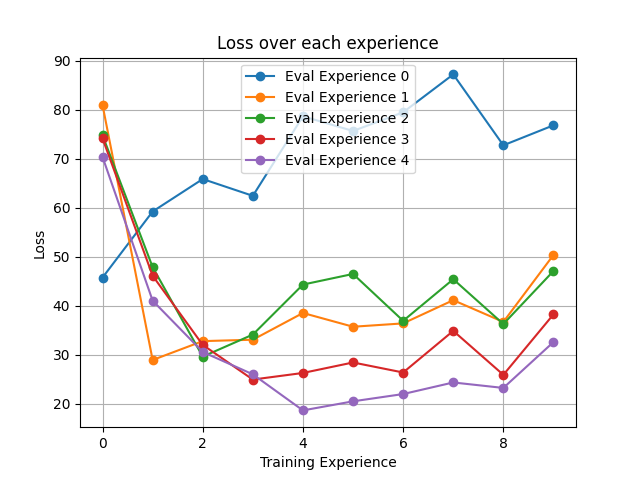 Loss over each experience
90
80
70
60
50
40
30
20
Loss
Eval Experience 0
Eval Experience 1
Eval Experience 2
Eval Experience 3
Eval Experience 4
0 2 4 6 8
Training Experience